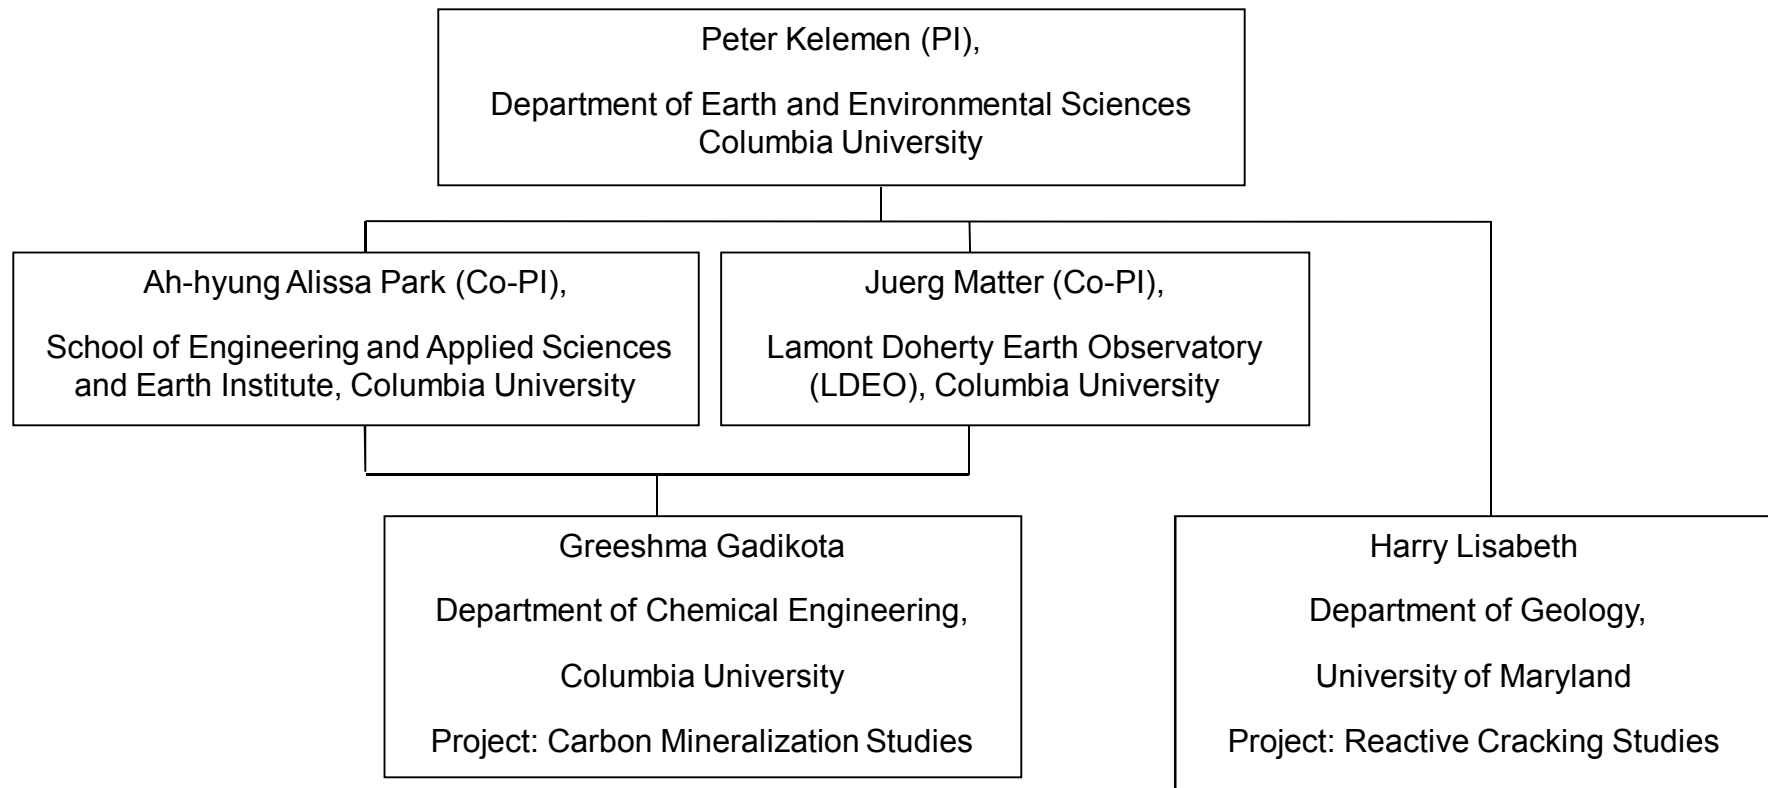 Peter Kelemen (PI),
Department of Earth and Environmental Sciences
Columbia University
Ah-hyung Alissa Park (Co-PI),
School of Engineering and Applied Sciences
and Earth Institute, Columbia University
Juerg Matter (Co-PI),
Lamont Doherty Earth Observatory
(LDEO), Columbia University
Greeshma Gadikota
Department of Chemical Engineering,
Columbia University
Project: Carbon Mineralization Studies
Harry Lisabeth
Department of Geology,
University of Maryland
Project: Reactive Cracking Studies